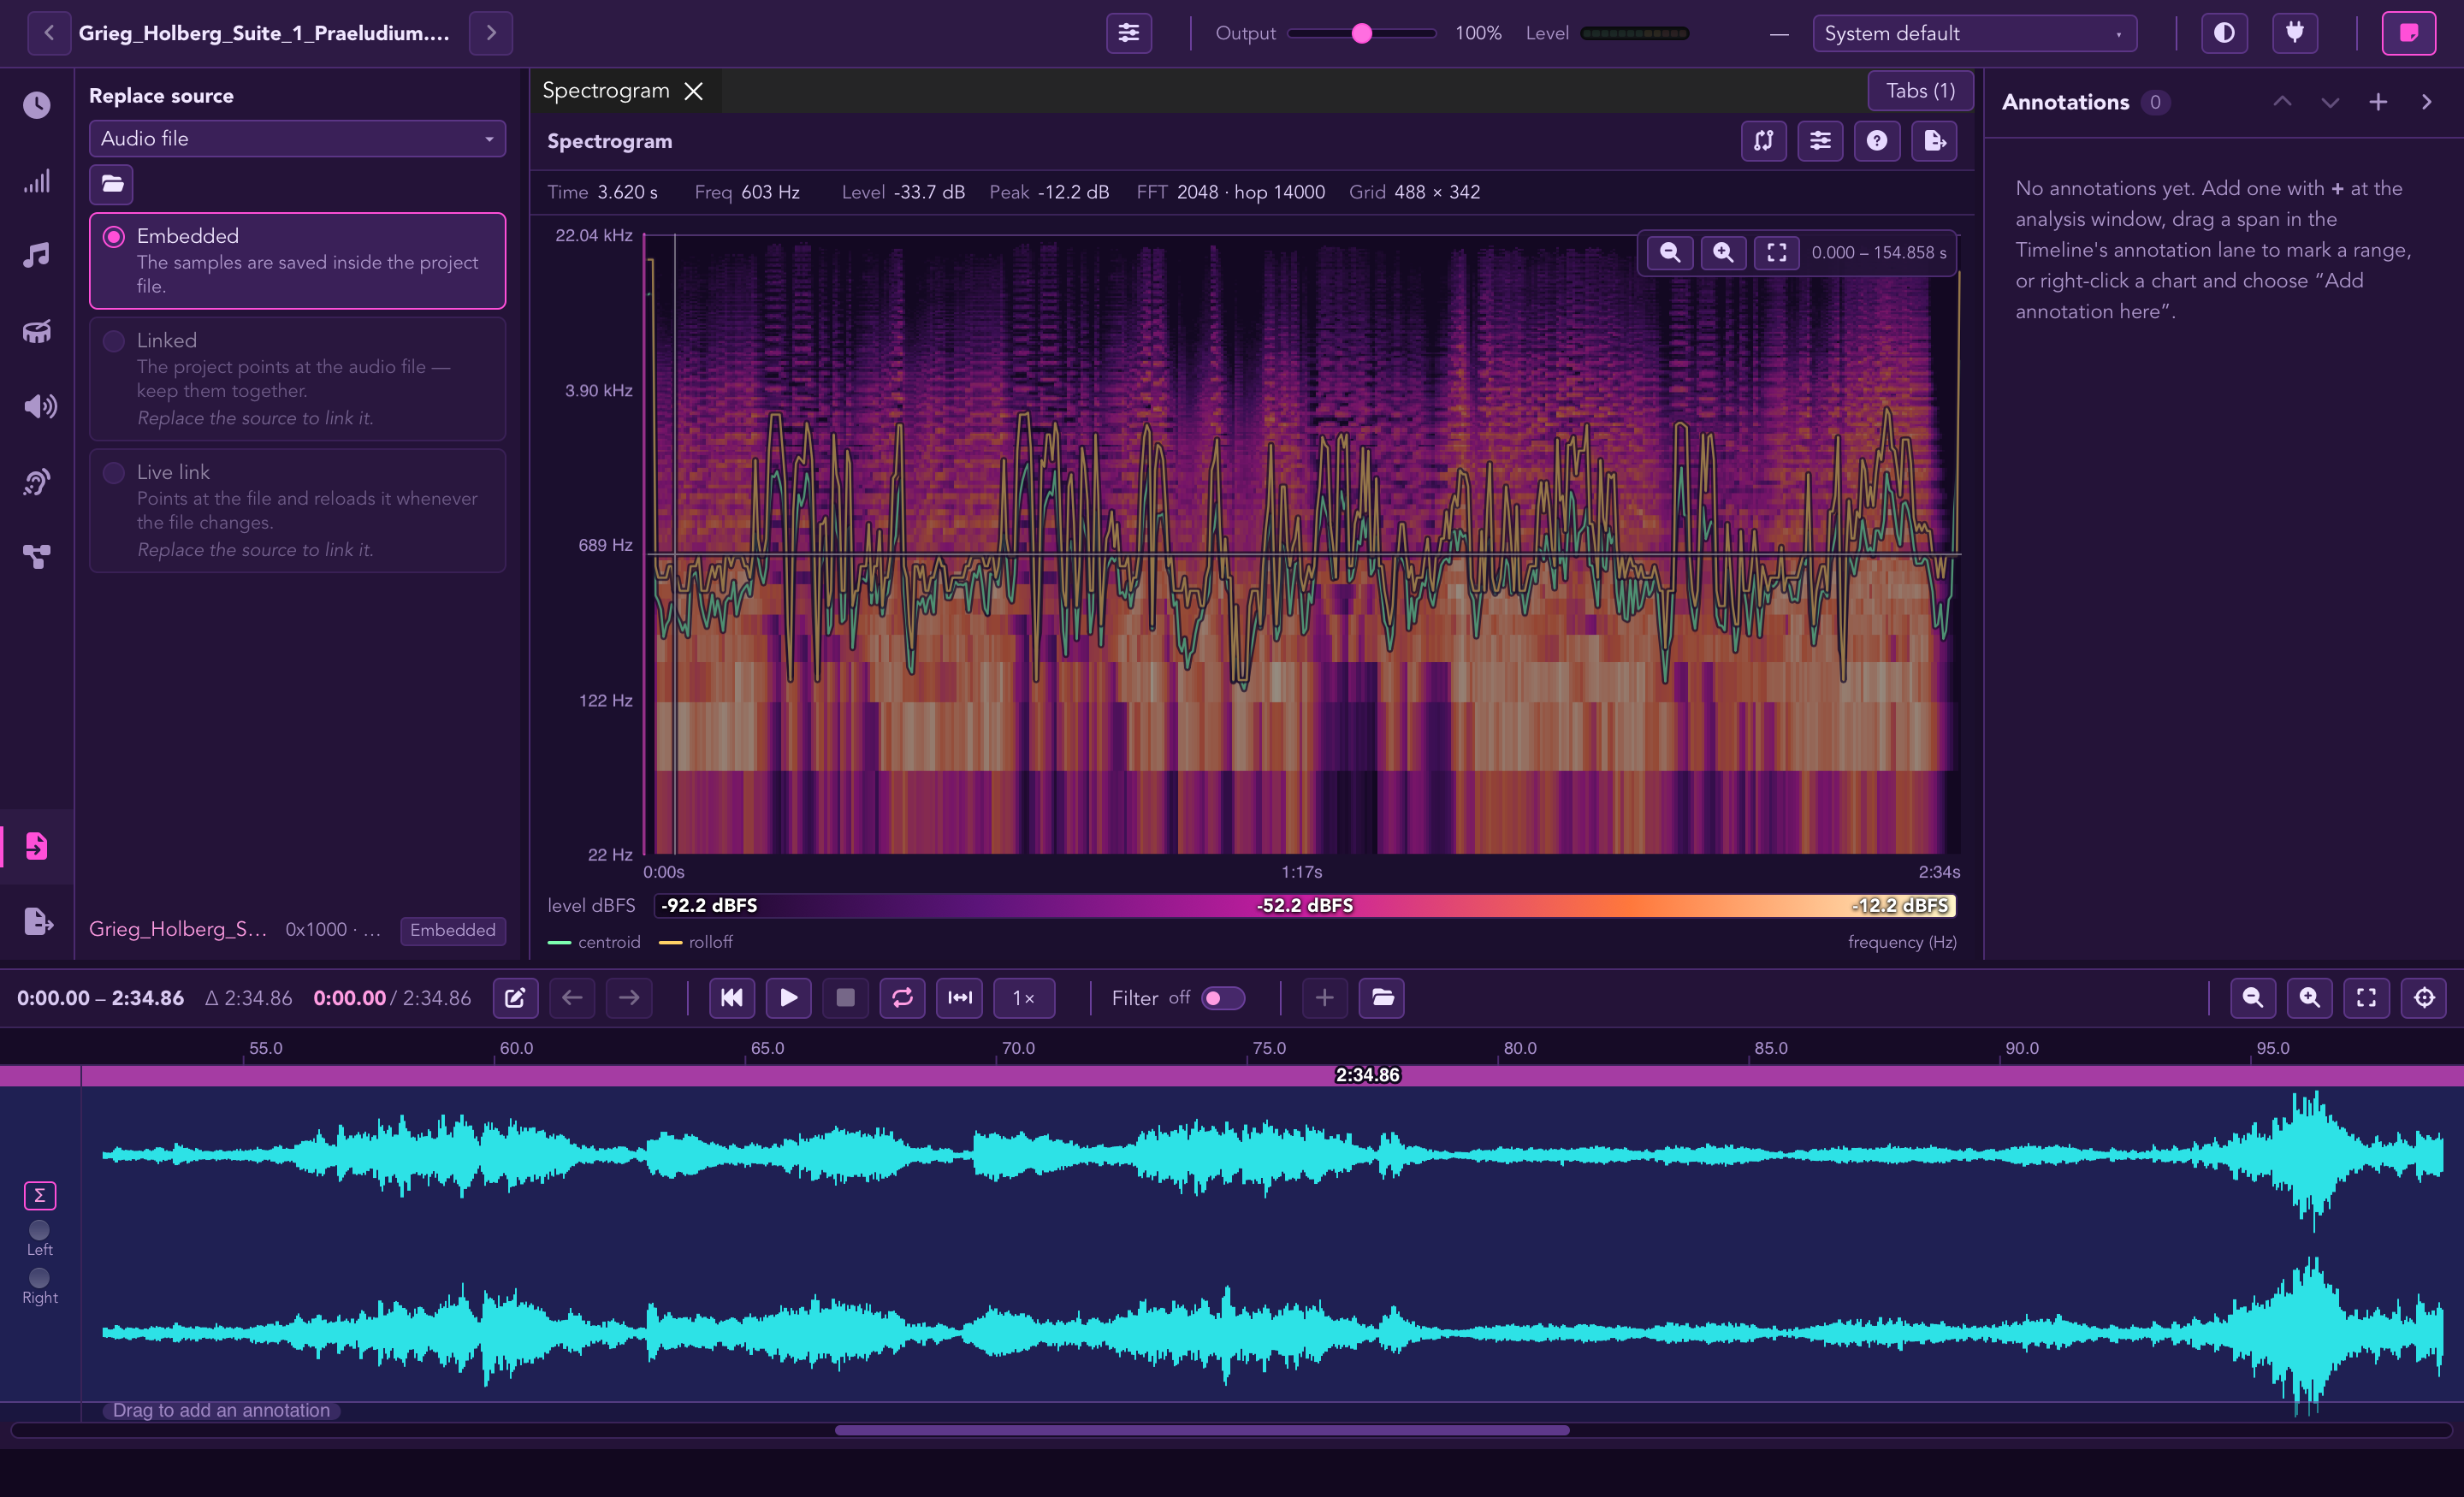 Grieg_Holberg_Suite_1_Praeludium....
Output 100% Level — System default
Replace source
Audio file
Embedded
The samples are saved inside the project
file.
Linked
The project points at the audio file —
keep them together.
Replace the source to link it.
Live link
Points at the file and reloads it whenever
the file changes.
Replace the source to link it.
Grieg_Holberg_S... 0x1000 · ... Embedded
Spectrogram Tabs (1)
Spectrogram
Time 3.620 s Freq 603 Hz Level -33.7 dB Peak -12.2 dB FFT 2048 · hop 14000 Grid 488 × 342
0.000 – 154.858 s
22.04 kHz
3.90 kHz
689 Hz
122 Hz
22 Hz
0:00s 1:17s 2:34s
level dBFS -92.2 dBFS -52.2 dBFS -12.2 dBFS
centroid rolloff frequency (Hz)
Annotations 0
No annotations yet. Add one with + at the
analysis window, drag a span in the
Timeline's annotation lane to mark a range,
or right-click a chart and choose “Add
annotation here”.
0:00.00 – 2:34.86 Δ 2:34.86 0:00.00 / 2:34.86 1× Filter off
55.0 60.0 65.0 70.0 75.0 80.0 85.0 90.0 95.0
2:34.86
Σ
Left
Right
Drag to add an annotation